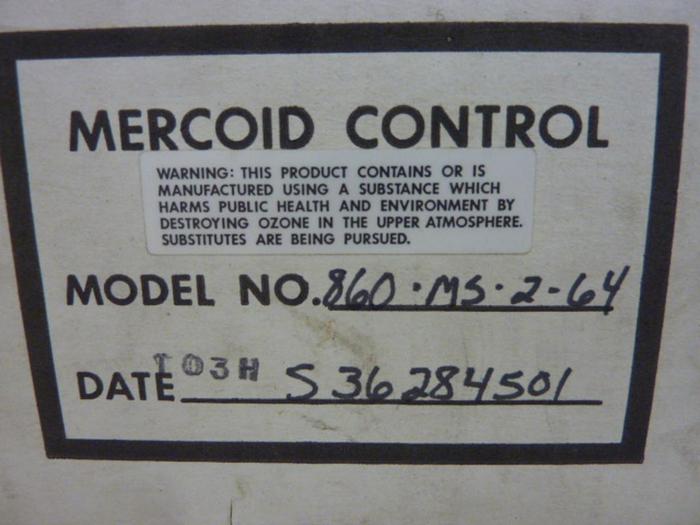 MERCOID CONTROL
WARNING: THIS PRODUCT CONTAINS OR IS
MANUFACTURED USING A SUBSTANCE WHICH
HARMS PUBLIC HEALTH AND ENVIRONMENT BY
DESTROYING OZONE IN THE UPPER ATMOSPHERE.
SUBSTITUTES ARE BEING PURSUED.
MODEL NO. 860-MS-2-64
DATE I03H S36284501